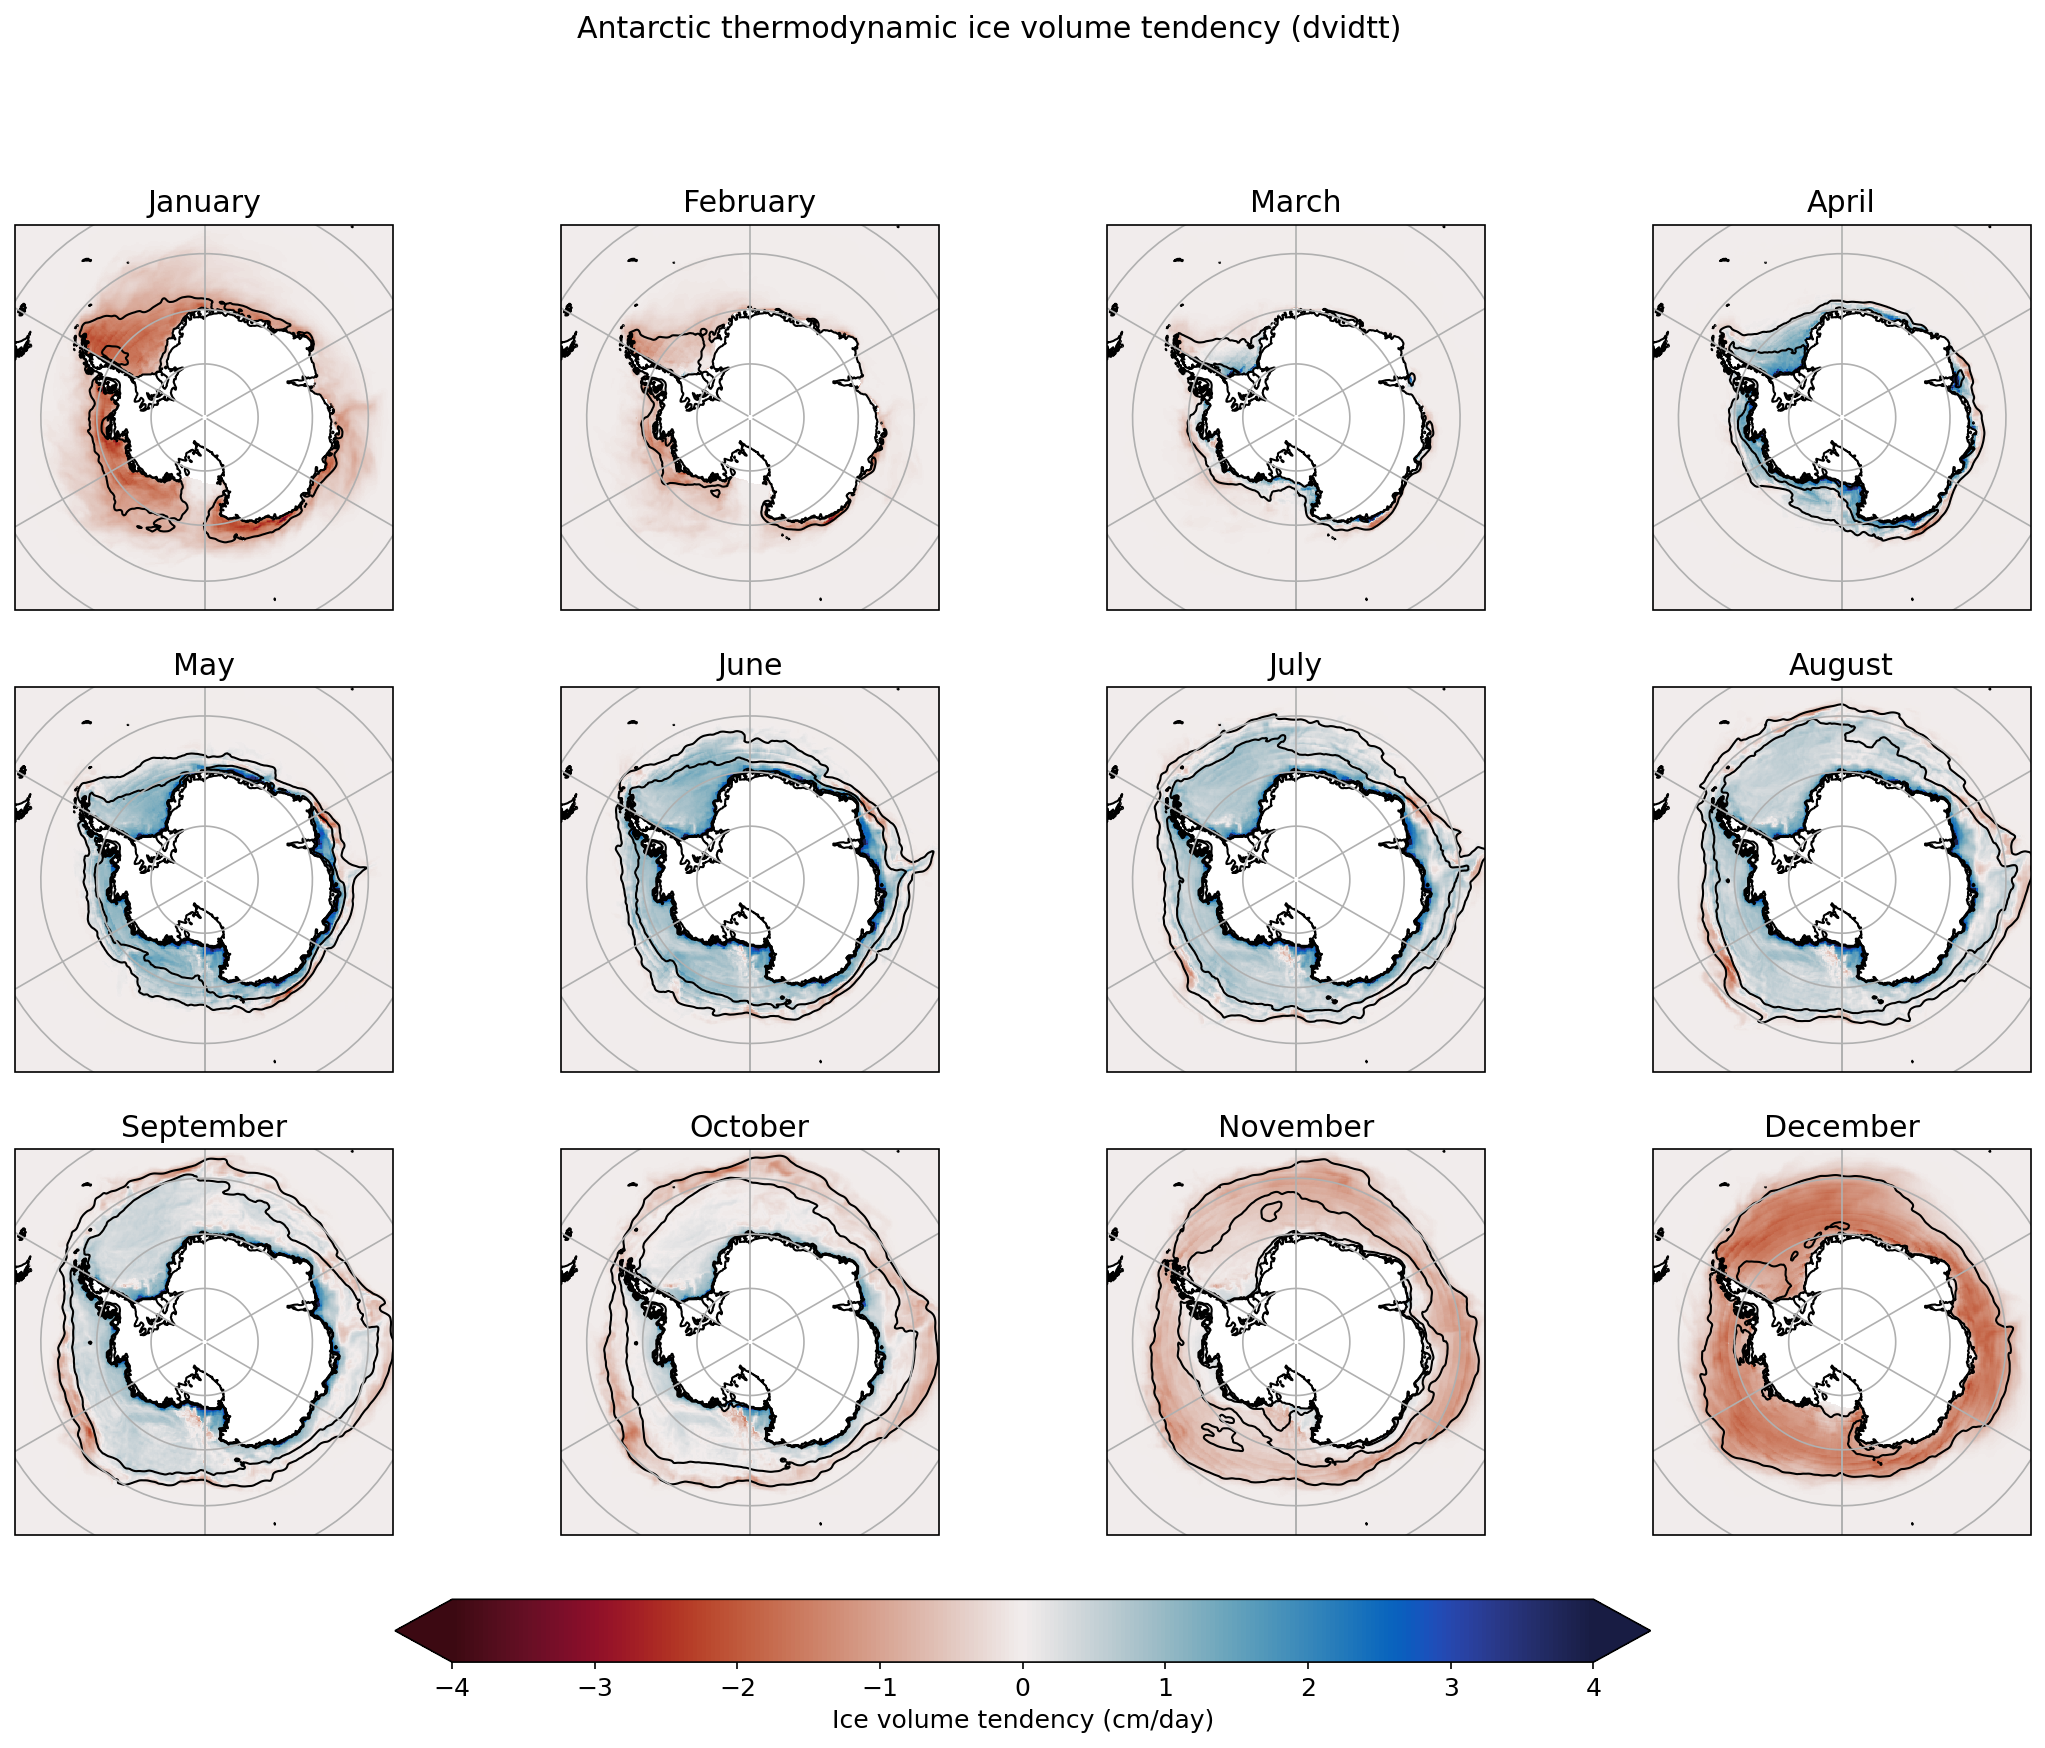 Antarctic thermodynamic ice volume tendency (dvidtt)
January
February
March
April
May
June
July
August
September
October
November
December
−4
−3
−2
−1
0
1
2
3
4
Ice volume tendency (cm/day)